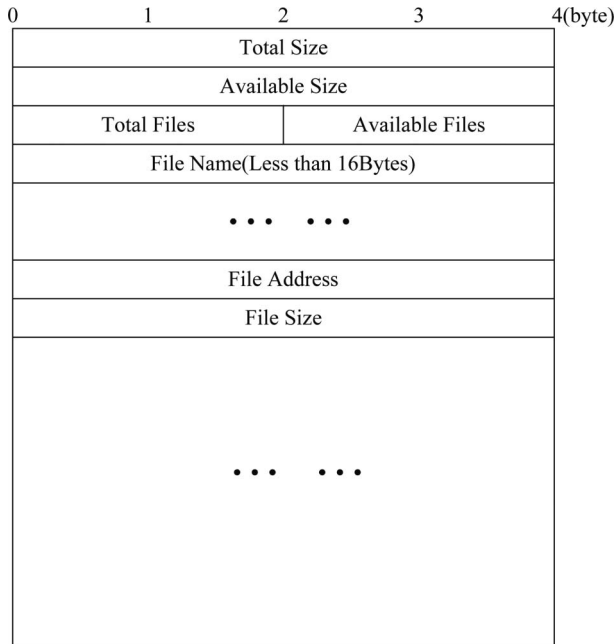 0 1 2 3 4(byte)
Total Size
Available Size
Total Files Available Files
File Name(Less than 16Bytes)
••• •••
File Address
File Size
••• •••